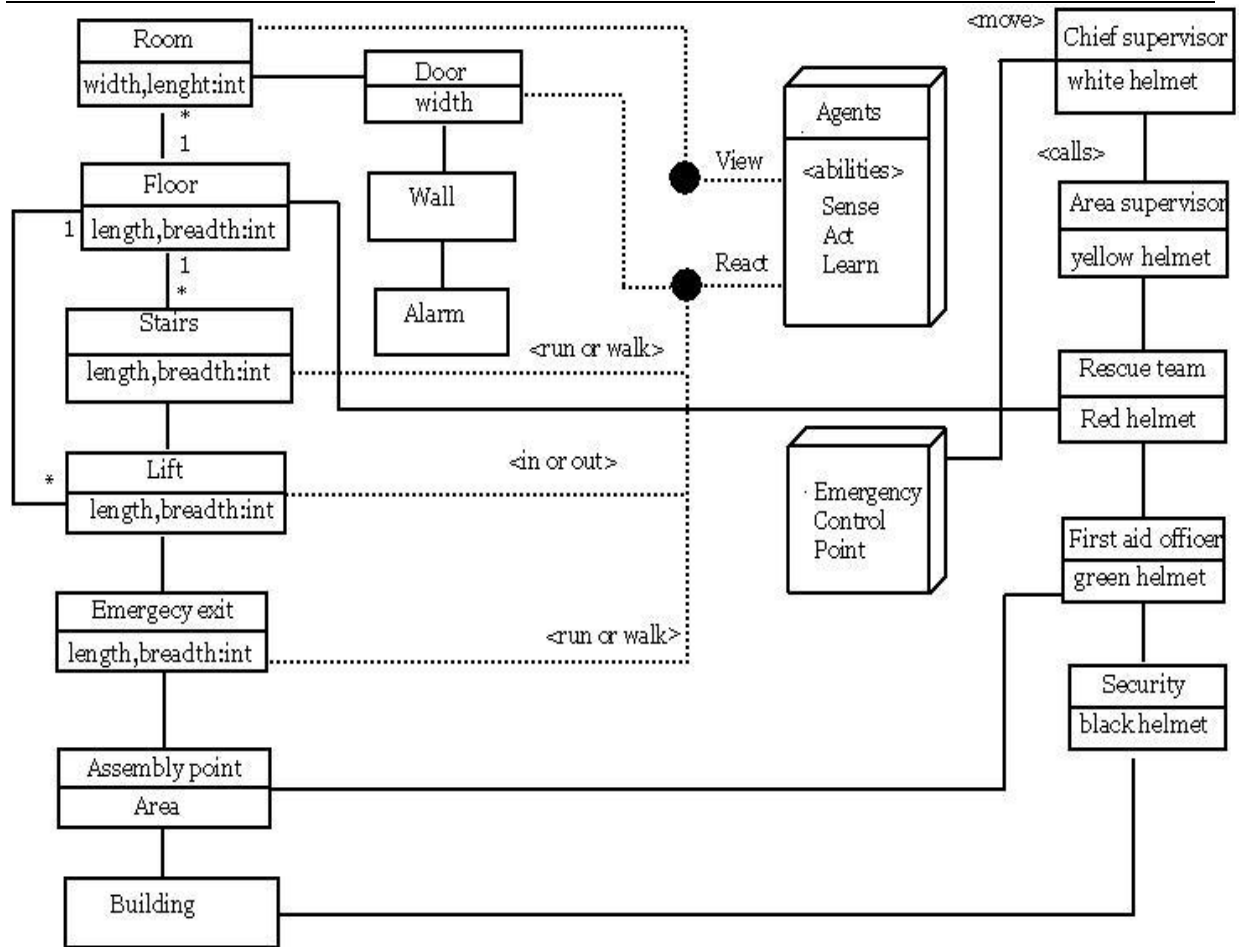 Room
width,lenght:int
*
1
Floor
length,breadth:int
1
1
*
Stairs
length,breadth:int
Lift
*
length,breadth:int
Emergecy exit
length,breadth:int
Assembly point
Area
Building
Door
width
Wall
Alarm
<run or walk>
<in or out>
<run or walk>
View
React
Agents
<abilities>
Sense
Act
Learn
Emergency
Control
Point
<move>
Chief supervisor
white helmet
<calls>
Area supervisor
yellow helmet
Rescue team
Red helmet
First aid officer
green helmet
Security
black helmet